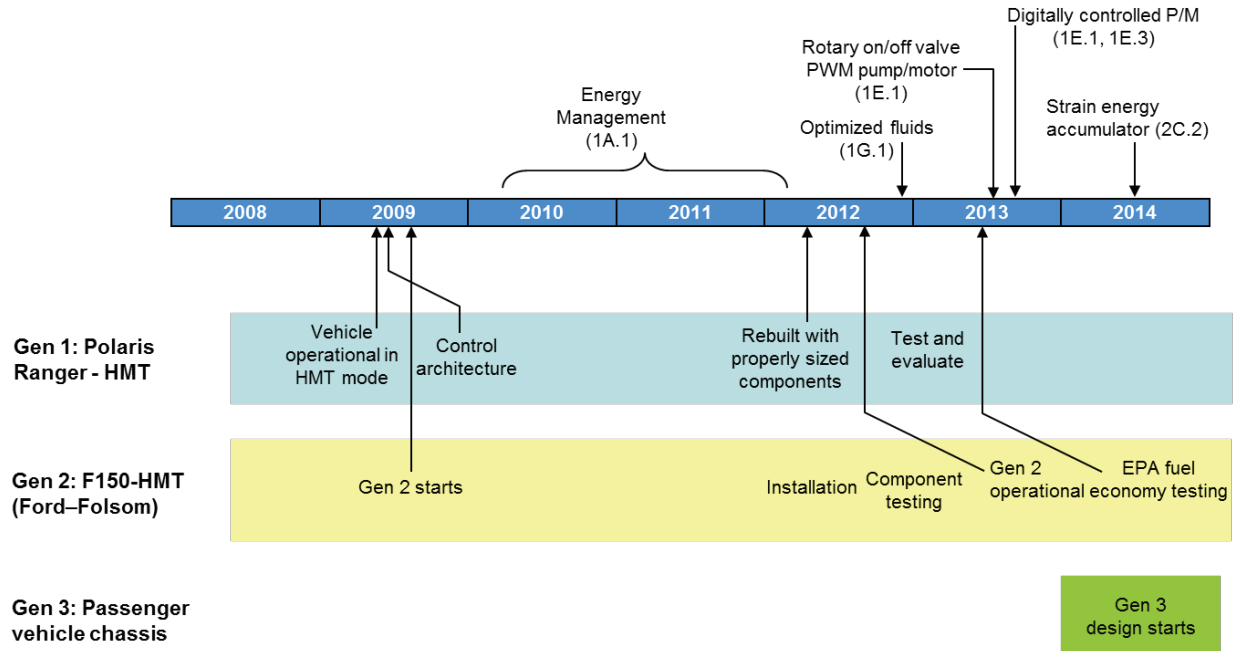 Digitally controlled P/M
(1E.1, 1E.3)
Rotary on/off valve
PWM pump/motor
(1E.1)
Energy
Management
(1A.1)
Optimized fluids
(1G.1)
Strain energy
accumulator (2C.2)
2008 2009 2010 2011 2012 2013 2014
Gen 1: Polaris
Ranger - HMT
Vehicle
operational in
HMT mode
Control
architecture
Rebuilt with
properly sized
components
Test and
evaluate
Gen 2: F150-HMT
(Ford–Folsom)
Gen 2 starts
Installation
Component
testing
Gen 2
operational
EPA fuel
economy testing
Gen 3: Passenger
vehicle chassis
Gen 3
design starts